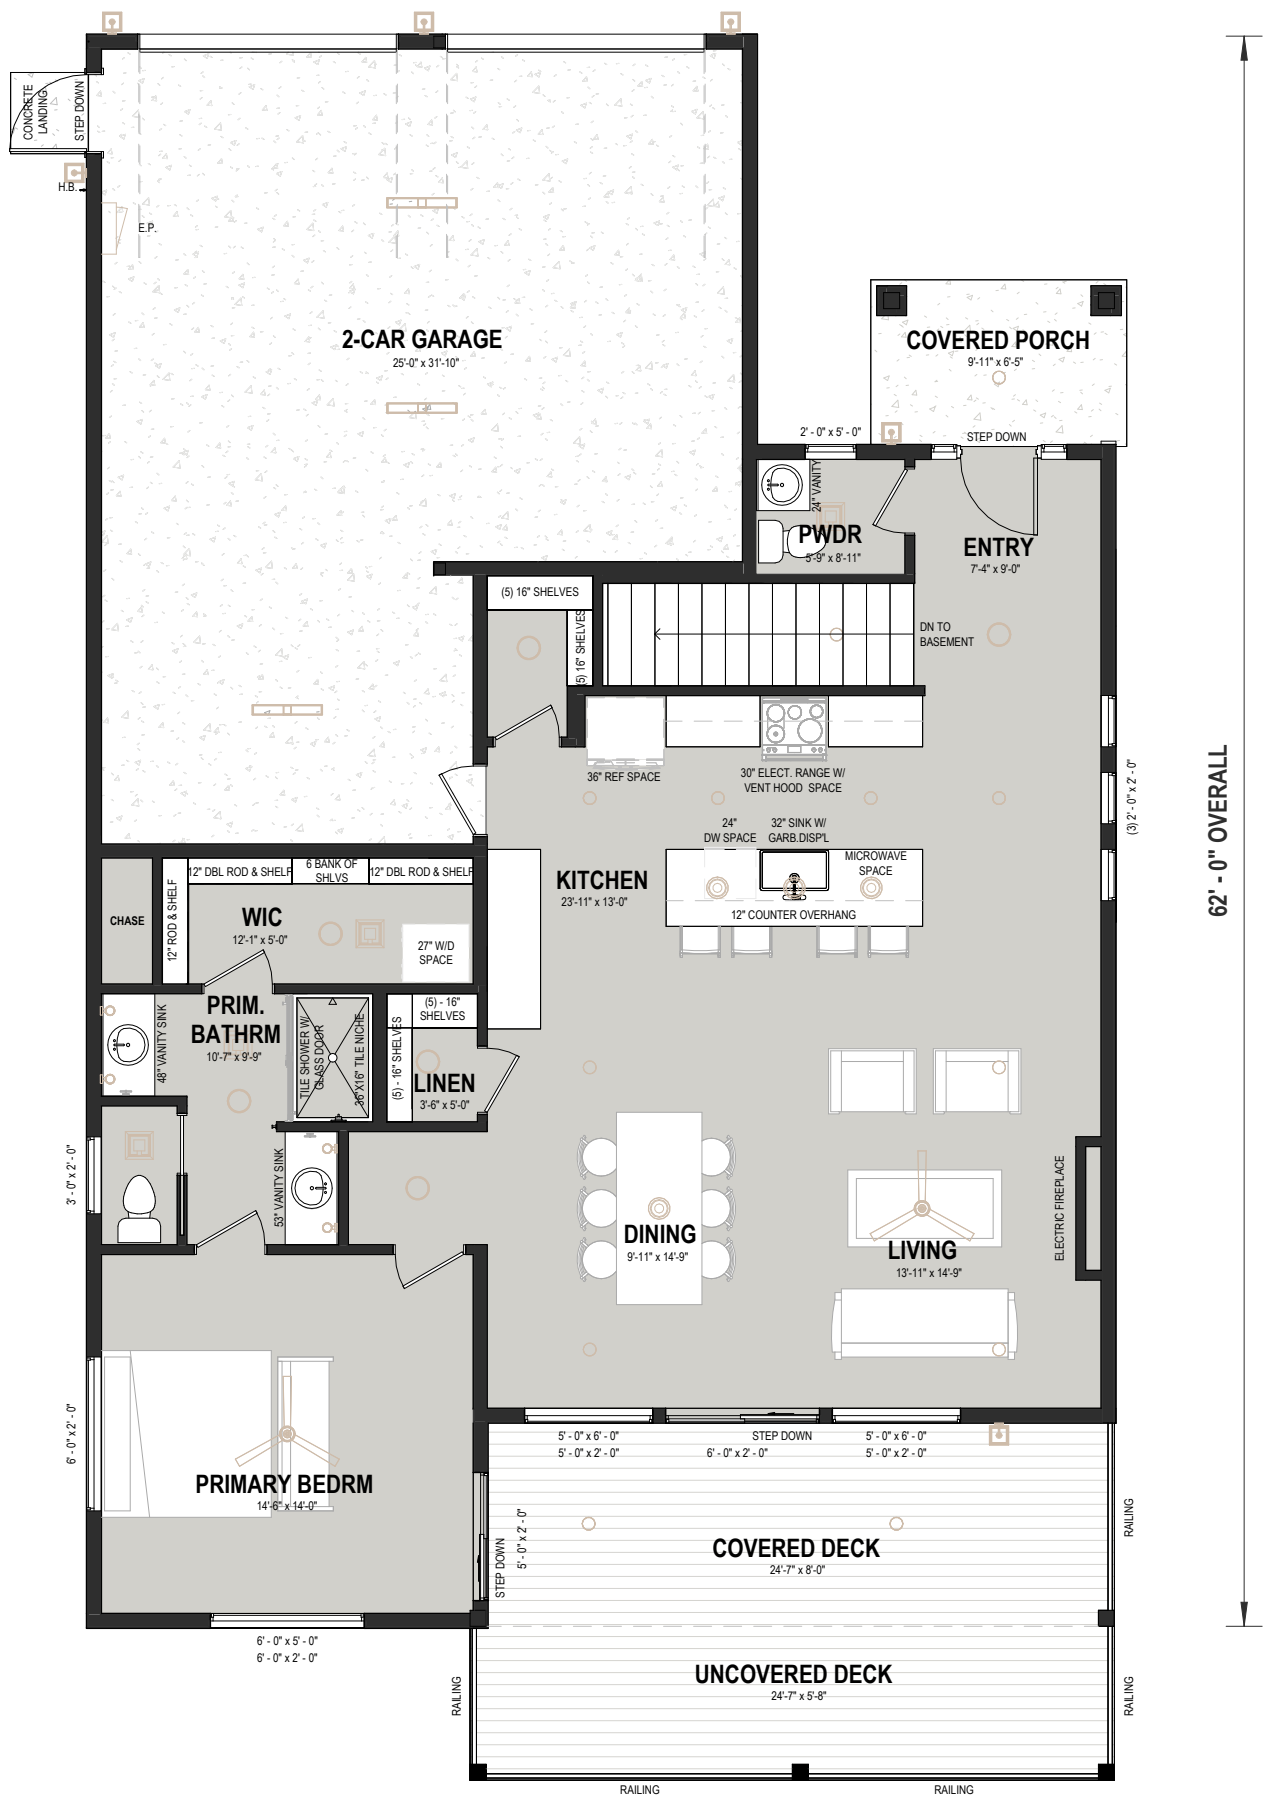 CONCRETE
LANDING
STEP DOWN
H.B.
E.P.
2-CAR GARAGE
25'-0" x 31'-10"
COVERED PORCH
9'-11" x 6'-5"
STEP DOWN
2' - 0" x 5' - 0"
24" VANITY
PWDR
5'-9" x 8'-11"
ENTRY
7'-4" x 9'-0"
(5) 16" SHELVES
(5) 16" SHELVES
DN TO
BASEMENT
36" REF SPACE
30" ELECT. RANGE W/
VENT HOOD SPACE
(3) 2' - 0" x 2' - 0"
62' - 0" OVERALL
24"
DW SPACE
32" SINK W/
GARB.DISP'L
MICROWAVE
SPACE
KITCHEN
23'-11" x 13'-0"
12" COUNTER OVERHANG
CHASE
12" ROD & SHELF
12" DBL ROD & SHELF
6 BANK OF
SHLVS
12" DBL ROD & SHELF
WIC
12'-1" x 5'-0"
27" W/D
SPACE
PRIM.
BATHRM
10'-7" x 9'-9"
48" VANITY SINK
TILE SHOWER W/
GLASS DOOR
36"X16" TILE NICHE
(5) - 16" SHELVES
(5) - 16"
SHELVES
LINEN
3'-6" x 5'-0"
3' - 0" x 2' - 0"
53" VANITY SINK
DINING
9'-11" x 14'-9"
LIVING
13'-11" x 14'-9"
ELECTRIC FIREPLACE
6' - 0" x 2' - 0"
PRIMARY BEDRM
14'-6" x 14'-0"
5' - 0" x 6' - 0"
5' - 0" x 2' - 0"
STEP DOWN
6' - 0" x 2' - 0"
5' - 0" x 6' - 0"
5' - 0" x 2' - 0"
STEP DOWN
5' - 0" x 2' - 0"
COVERED DECK
24'-7" x 8'-0"
RAILING
6' - 0" x 5' - 0"
6' - 0" x 2' - 0"
UNCOVERED DECK
24'-7" x 5'-8"
RAILING
RAILING
RAILING
RAILING